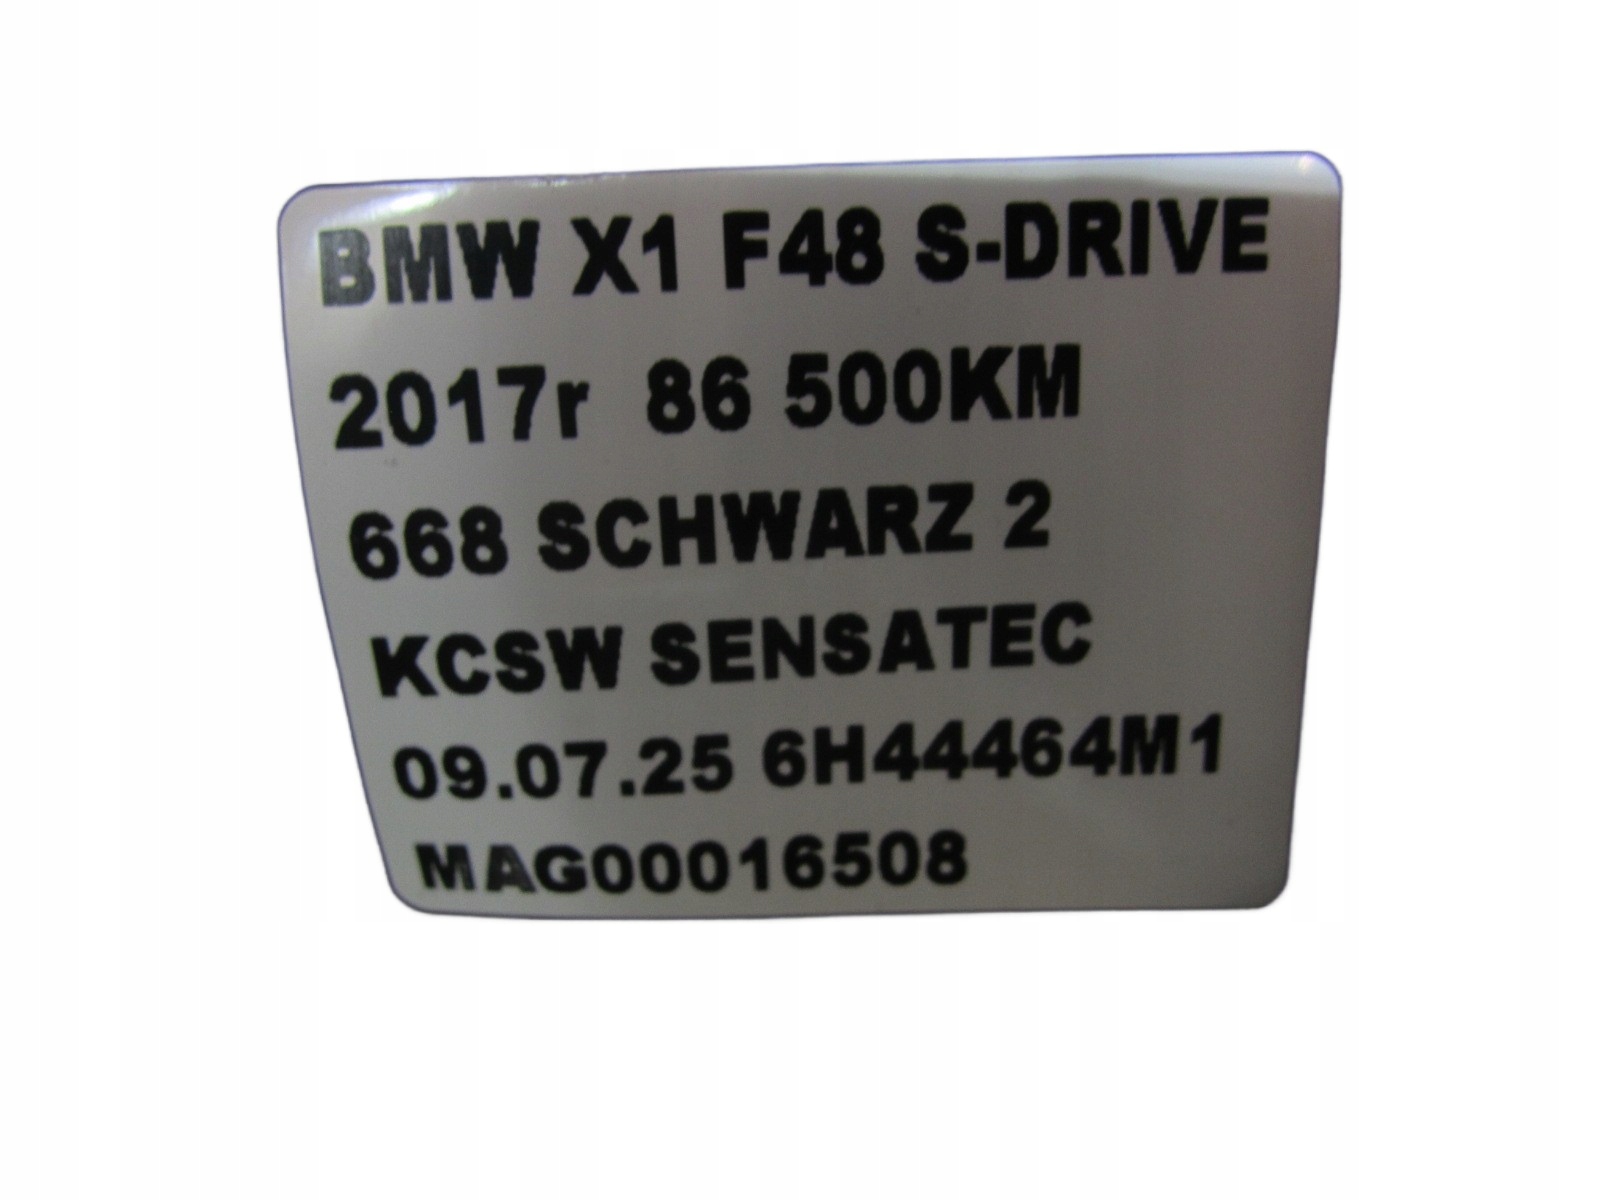 BMW X1 F48 S-DRIVE
2017r 86 500KM
668 SCHWARZ 2
KCSW SENSATEC
09.07.25 6H44464M1
MAG00016508